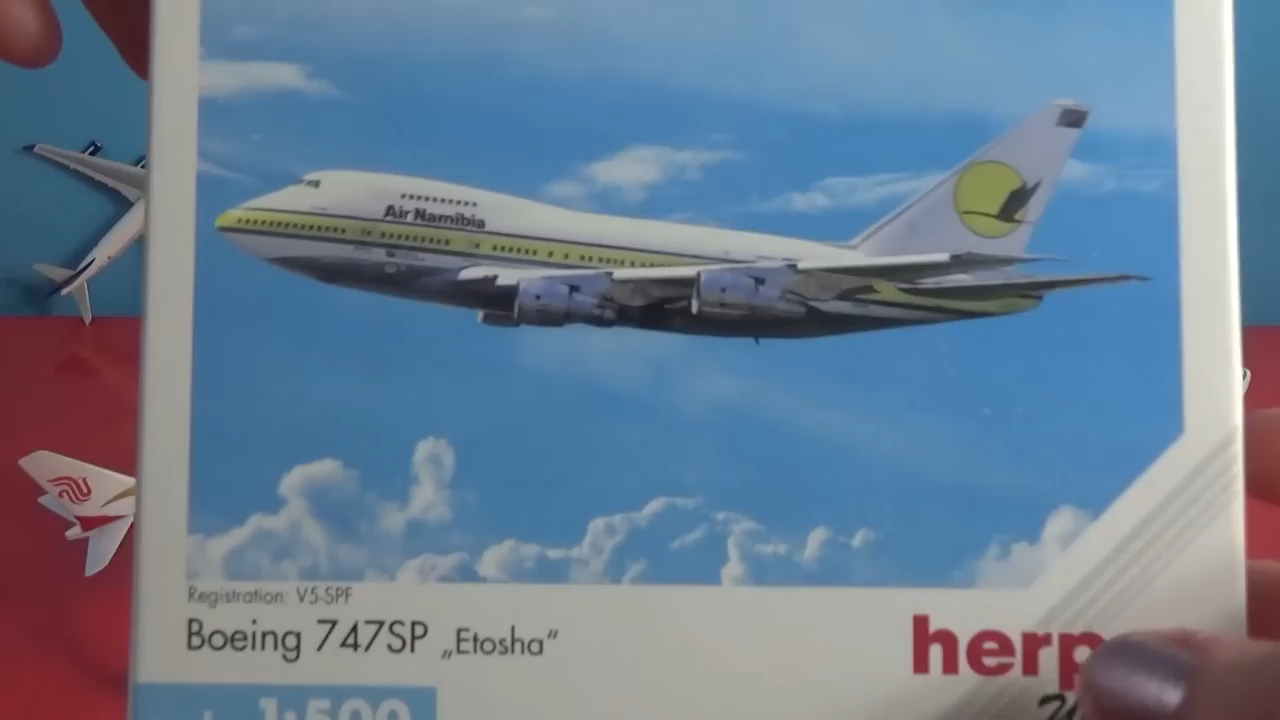 Air Namibia
Registration: V5-SPF
Boeing 747SP „Etosha“
herp
1:500